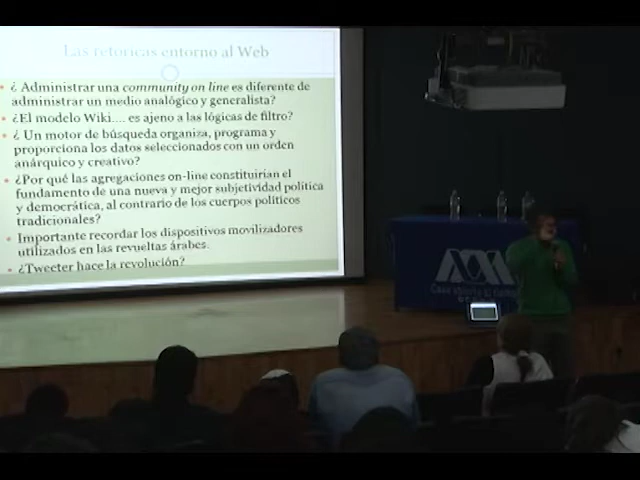 Las retoricas entorno al Web
¿ Administrar una community on line es diferente de
administrar un medio analógico y generalista?
¿El modelo Wiki.... es ajeno a las lógicas de filtro?
¿ Un motor de búsqueda organiza, programa y
proporciona los datos seleccionados con un orden
anárquico y creativo?
¿Por qué las agregaciones on-line constituirían el
fundamento de una nueva y mejor subjetividad política
y democrática, al contrario de los cuerpos políticos
tradicionales?
Importante recordar los dispositivos movilizadores
utilizados en las revueltas árabes.
¿Tweeter hace la revolución?
Casa abierta al tiempo